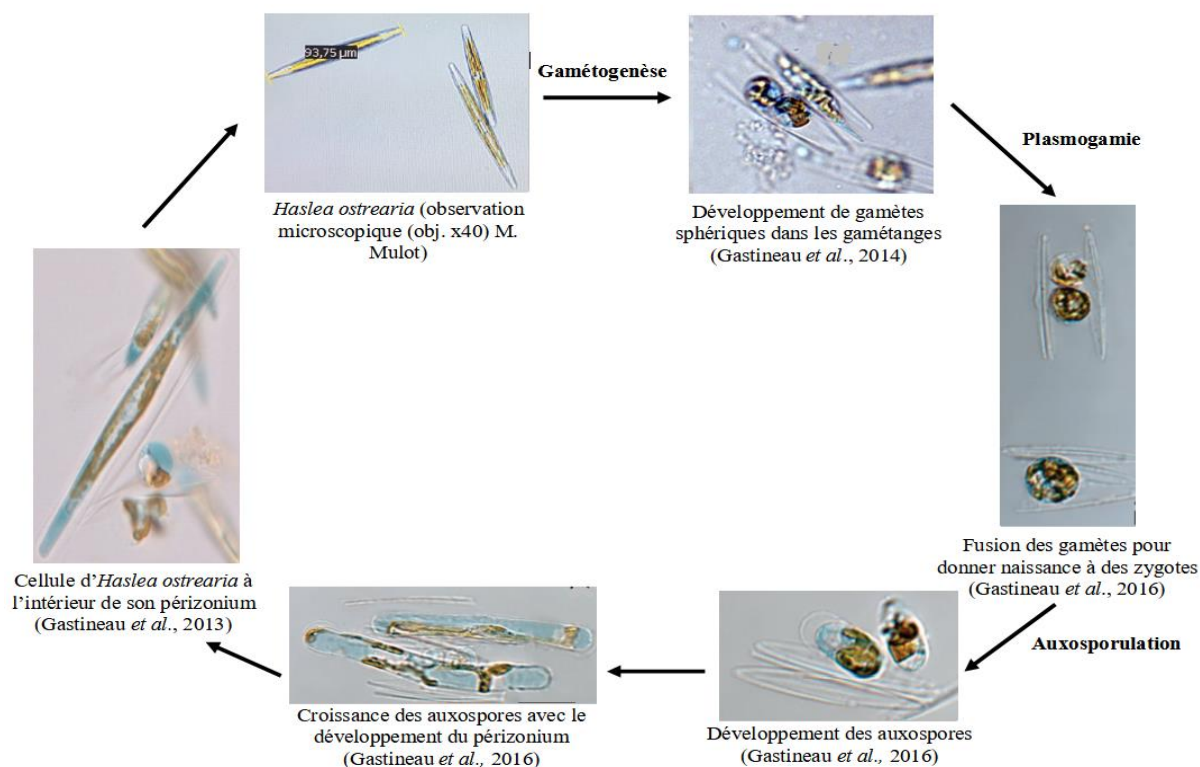 93,75 µm
Gamétogenèse
Haslea ostrearia (observation
microscopique (obj. x40) M.
Mulot)
Développement de gamètes
sphériques dans les gamétanges
(Gastineau et al., 2014)
Plasmogamie
Fusion des gamètes pour
donner naissance à des zygotes
(Gastineau et al., 2016)
Auxosporulation
Développement des auxospores
(Gastineau et al., 2016)
Croissance des auxospores avec le
développement du périzonium
(Gastineau et al., 2016)
Cellule d’Haslea ostrearia à
l’intérieur de son périzonium
(Gastineau et al., 2013)